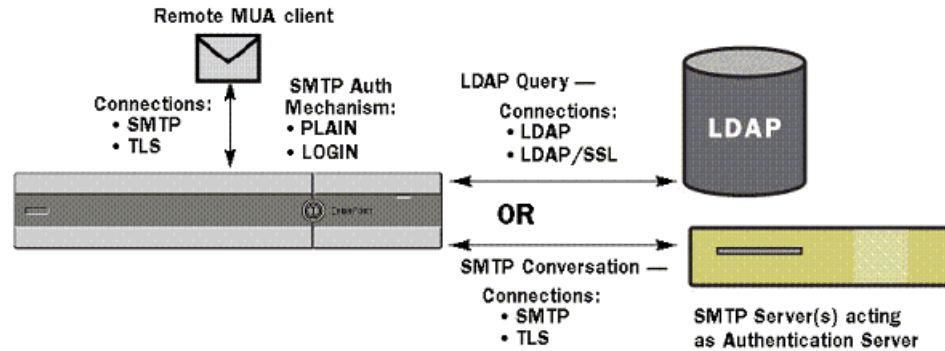 Remote MUA client
Connections:
• SMTP
• TLS
SMTP Auth
Mechanism:
• PLAIN
• LOGIN
LDAP Query —
Connections:
• LDAP
• LDAP/SSL
LDAP
OR
SMTP Conversation —
Connections:
• SMTP
• TLS
SMTP Server(s) acting
as Authentication Server